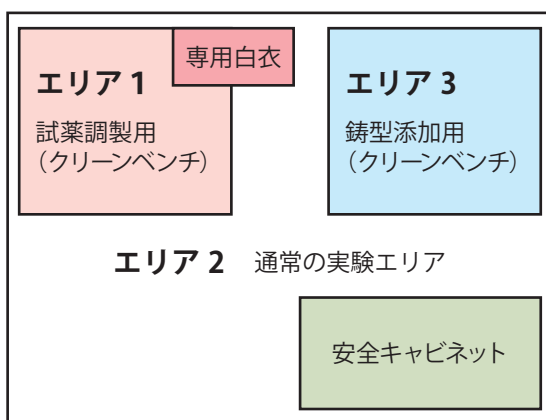 エリア 1
専用白衣
試薬調製用
（クリーンベンチ）
エリア 3
鋳型添加用
（クリーンベンチ）
エリア 2 通常の実験エリア
安全キャビネット